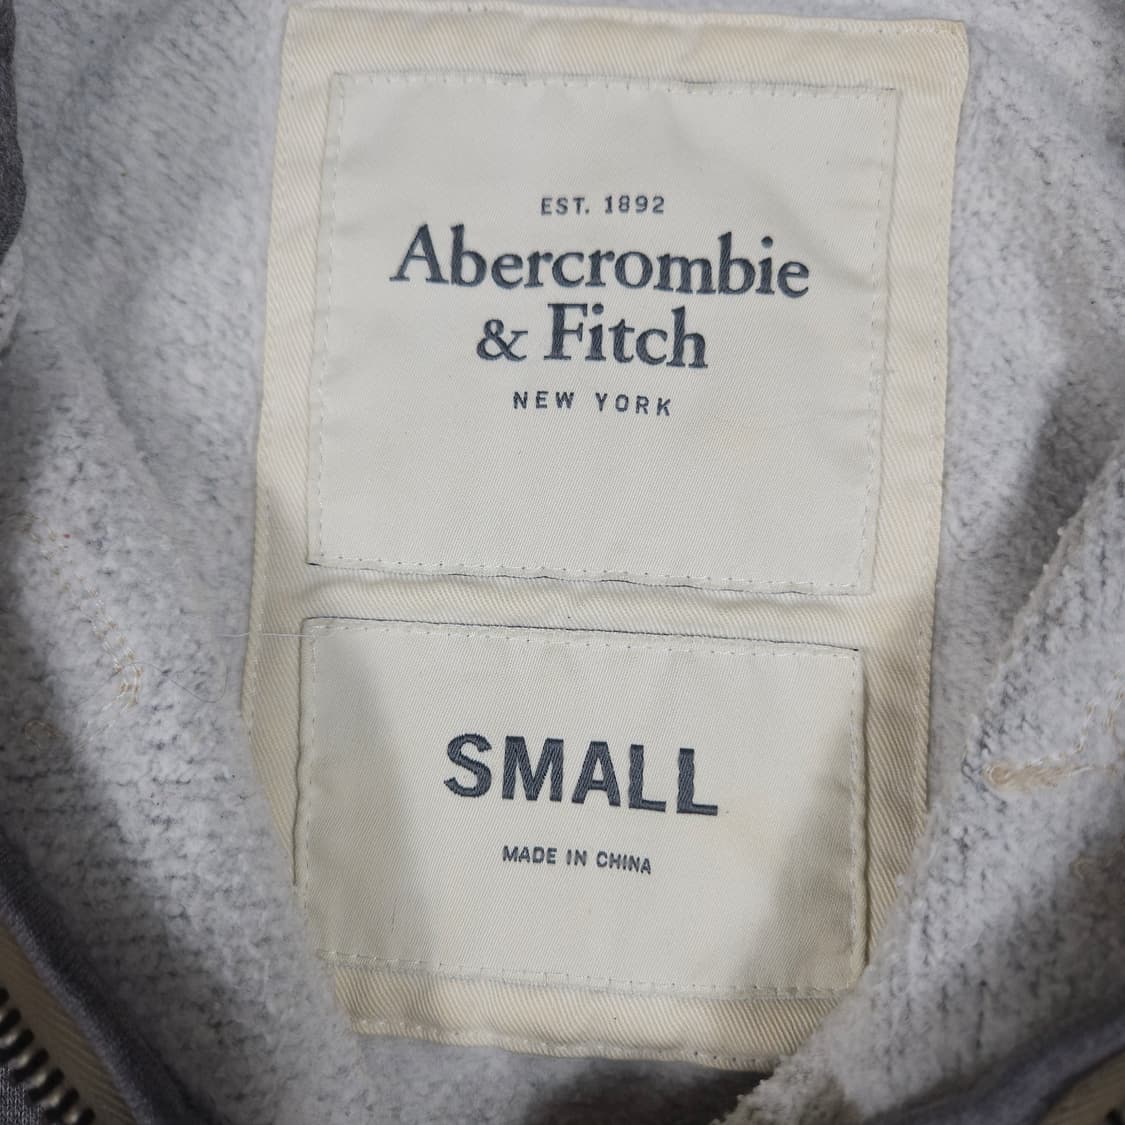 EST. 1892
Abercrombie
& Fitch
NEW YORK
SMALL
MADE IN CHINA